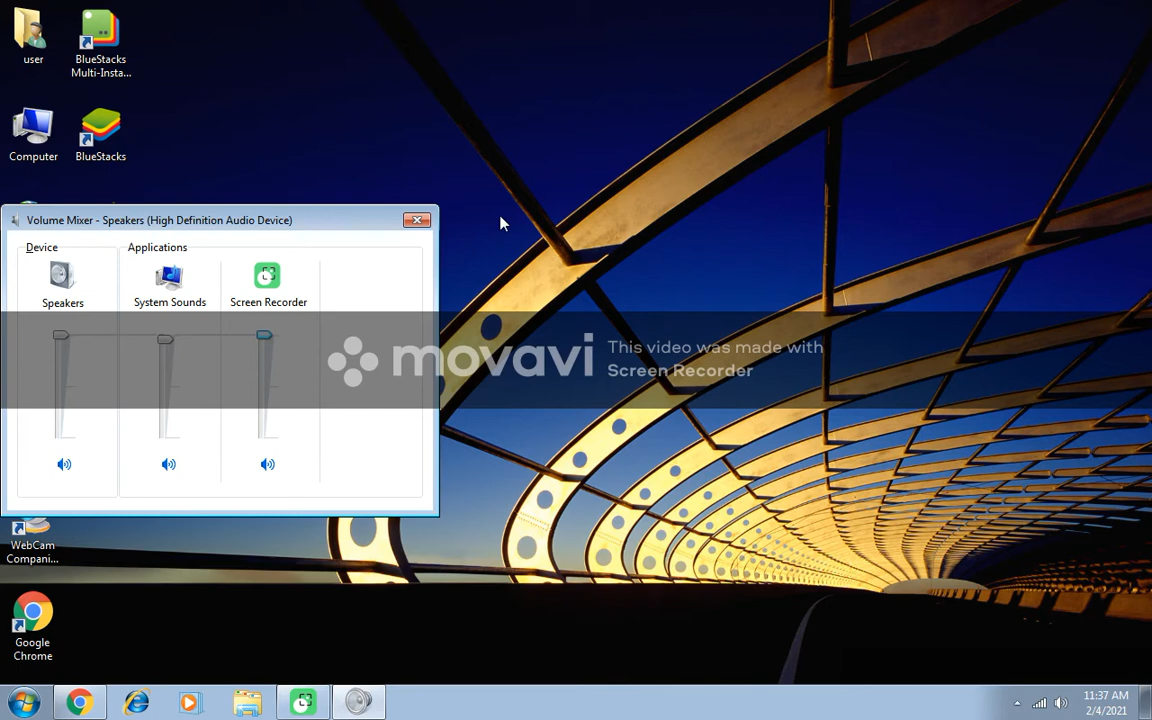 user
BlueStacks
Multi-Insta...
Computer
BlueStacks
Volume Mixer - Speakers (High Definition Audio Device)
Device
Applications
Speakers
System Sounds
Screen Recorder
movavi
This video was made with
Screen Recorder
WebCam
Compani...
Google
Chrome
11:37 AM
2/4/2021